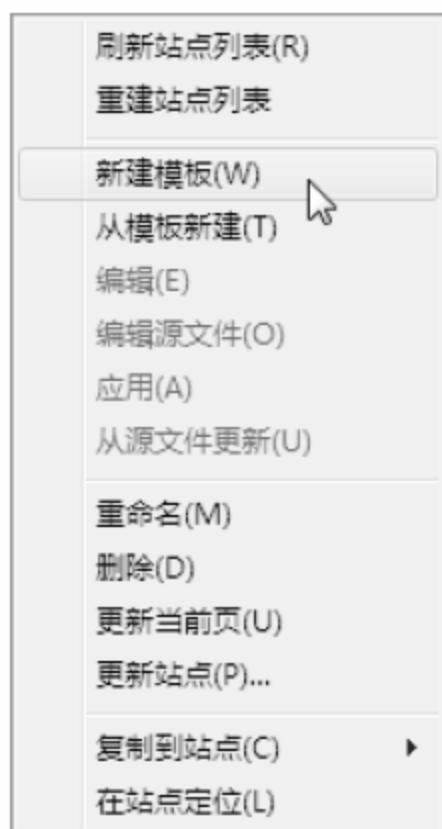 刷新站点列表(R)
重建站点列表
新建模板(W)
从模板新建(T)
编辑(E)
编辑源文件(O)
应用(A)
从源文件更新(U)
重命名(M)
删除(D)
更新当前页(U)
更新站点(P)...
复制到站点(C)
在站点定位(L)